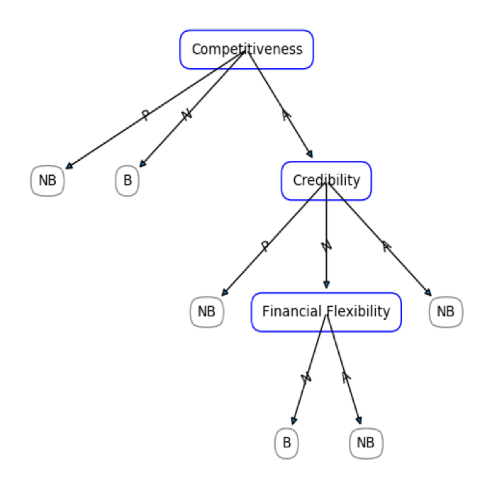 Competitiveness
P N A
NB B Credibility
P N A
NB Financial Flexibility NB
N A
B NB